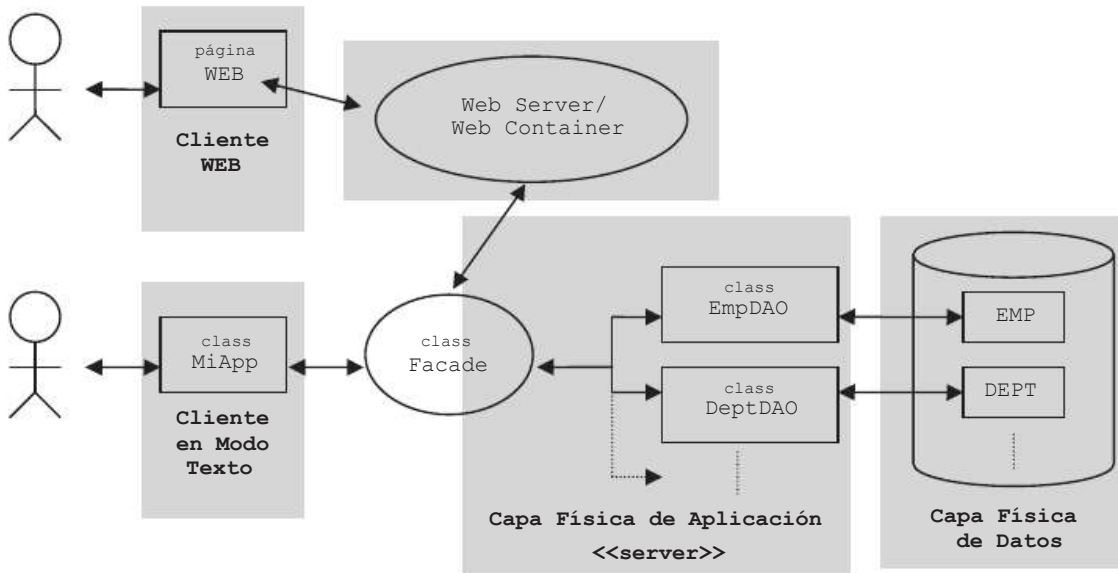 página
WEB
Cliente
WEB
Web Server/
Web Container
class
MiApp
Cliente
en Modo
Texto
class
Facade
class
EmpDAO
class
DeptDAO
Capa Física de Aplicación
<<server>>
EMP
DEPT
Capa Física
de Datos